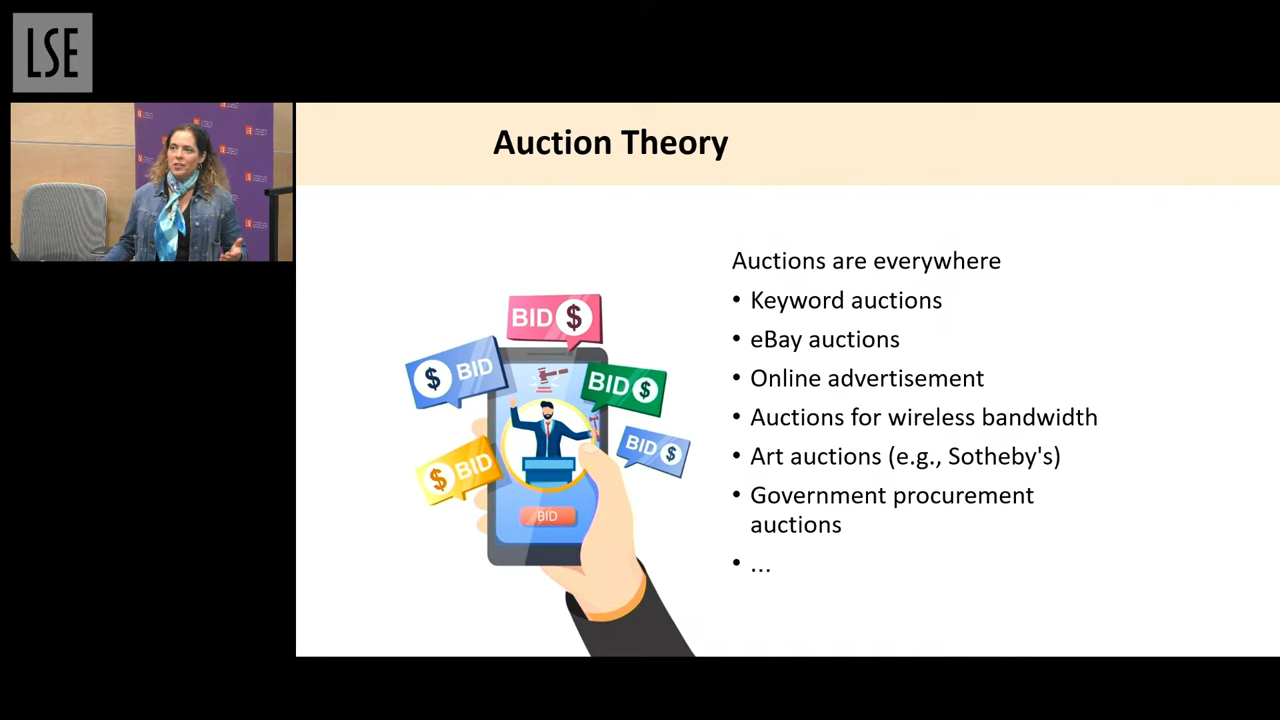 LSE
Auction Theory
Auctions are everywhere
• Keyword auctions
• eBay auctions
• Online advertisement
• Auctions for wireless bandwidth
• Art auctions (e.g., Sotheby's)
• Government procurement
auctions
• ...
BID $
$ BID
BID $
BID $
$ BID
BID